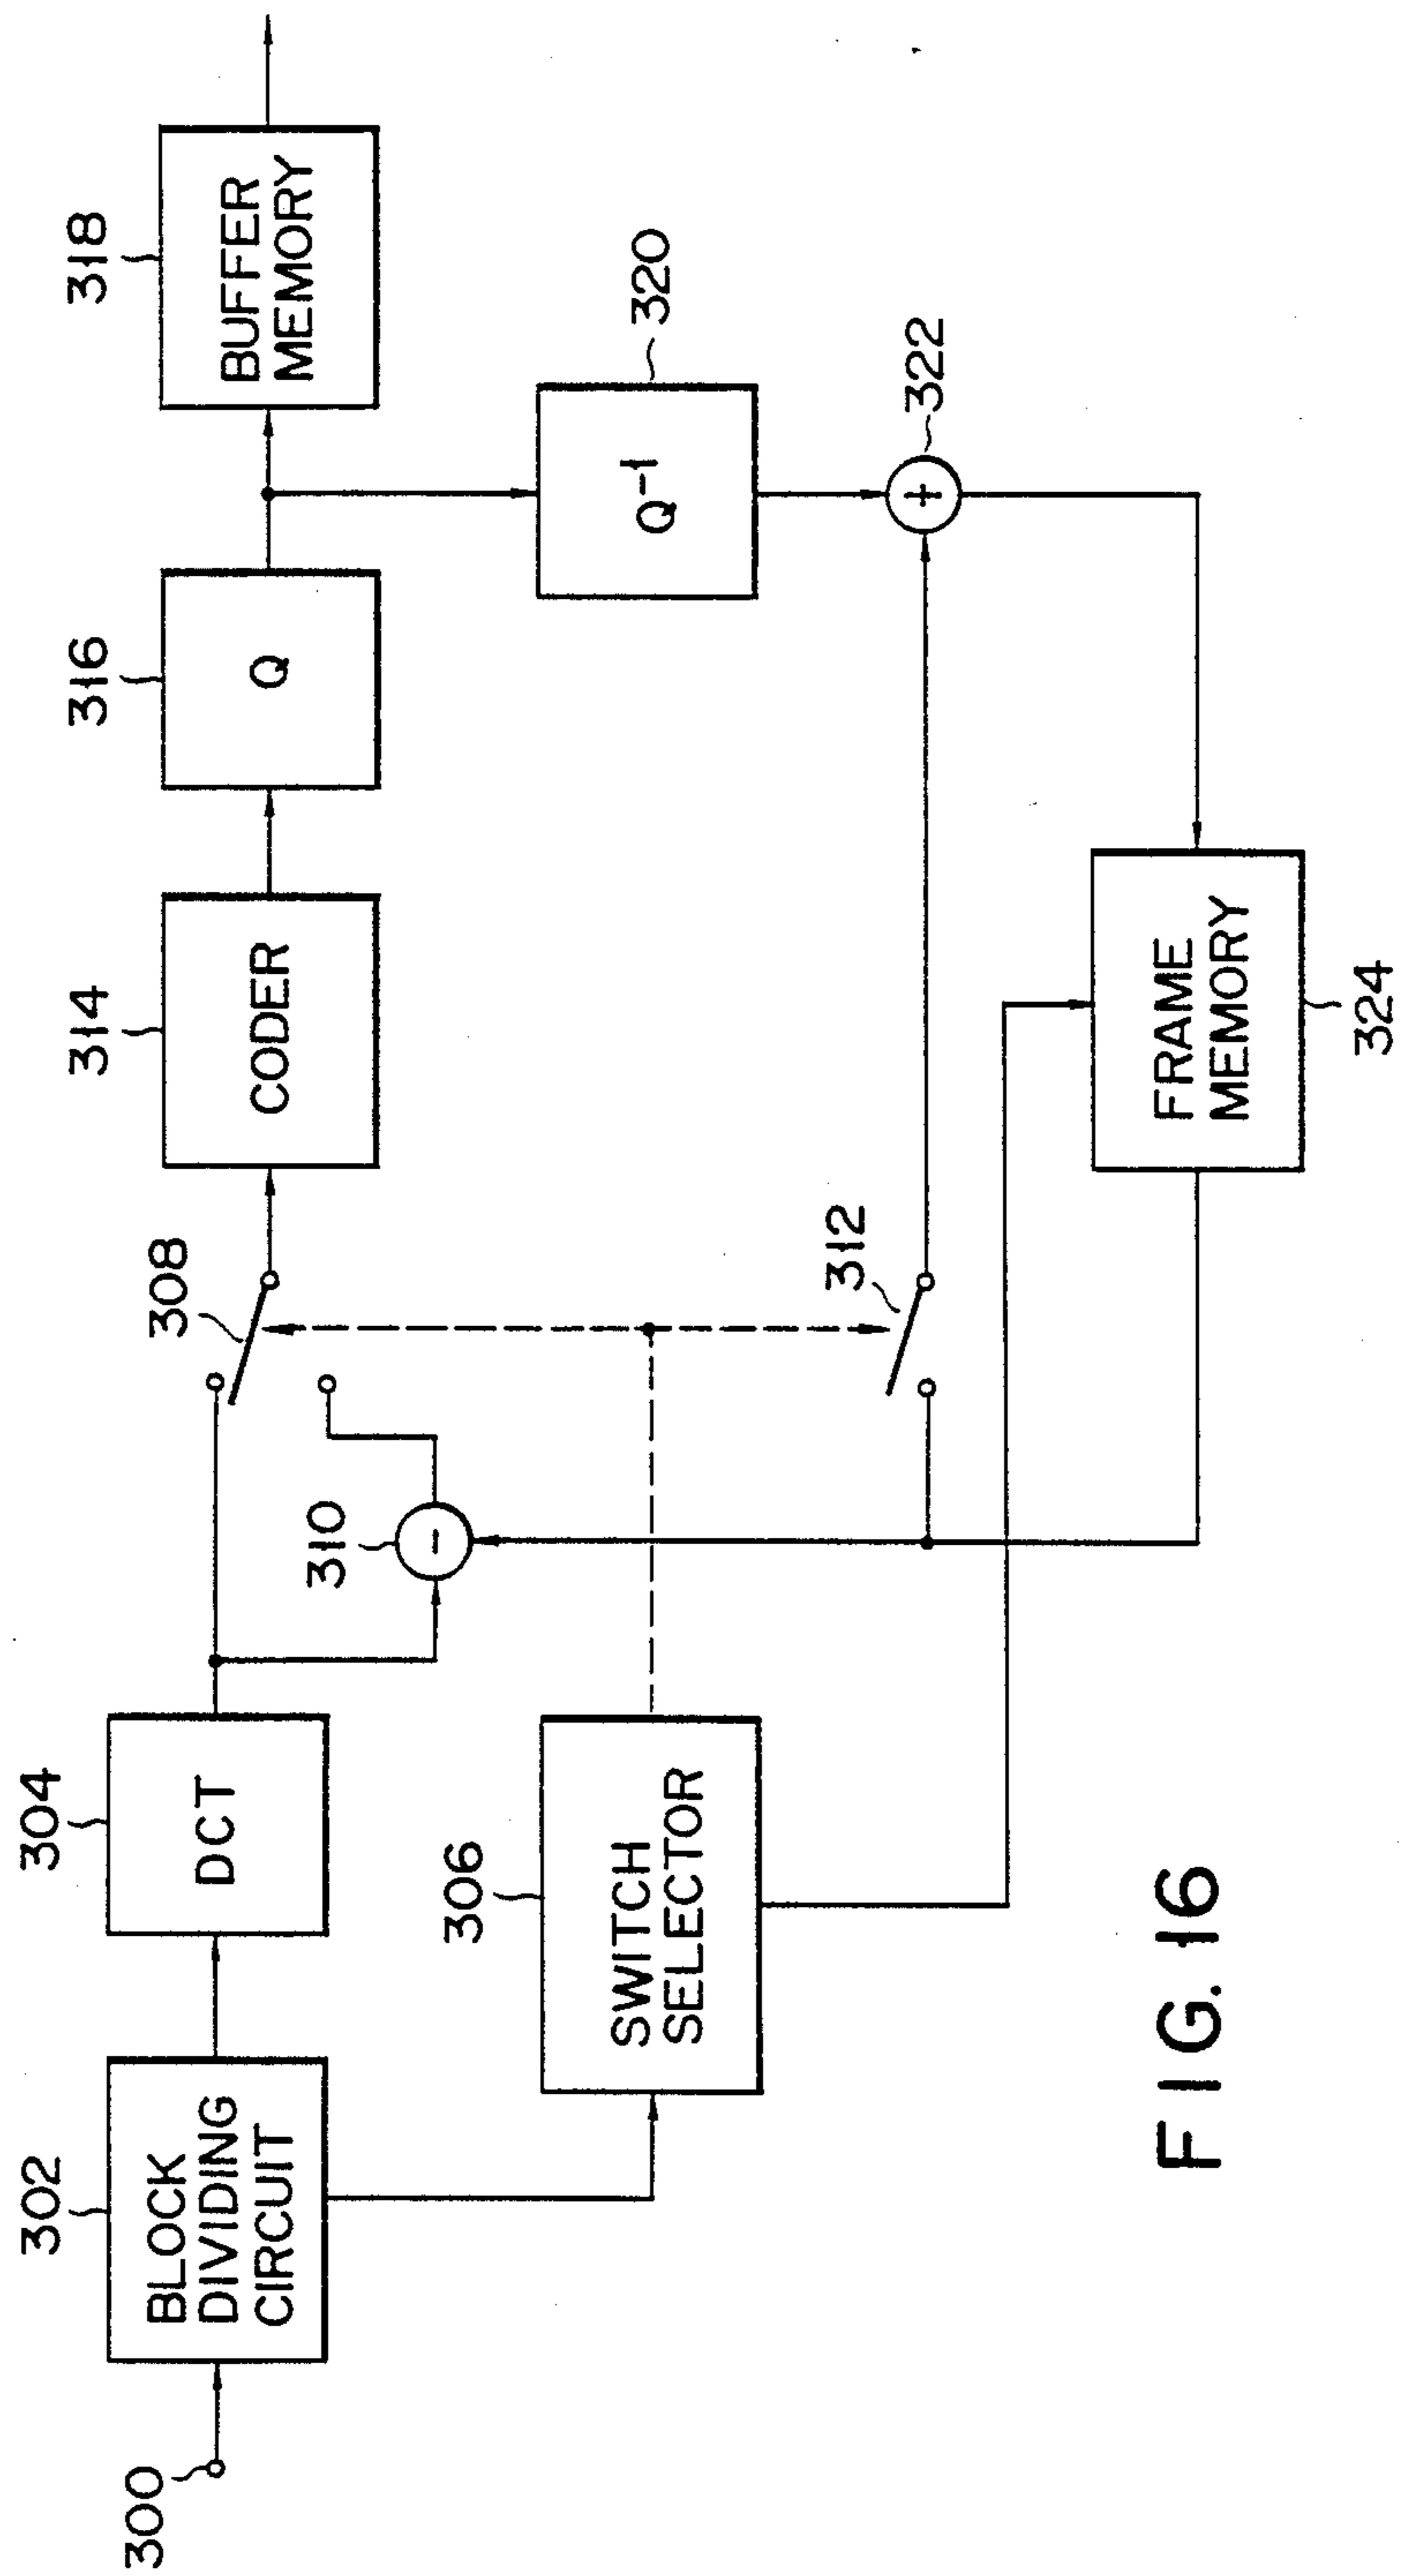 300
302
BLOCK
DIVIDING
CIRCUIT
304
DCT
306
SWITCH
SELECTOR
308
310
−
312
314
CODER
316
Q
318
BUFFER
MEMORY
320
Q⁻¹
322
+
324
FRAME
MEMORY
FIG. 16